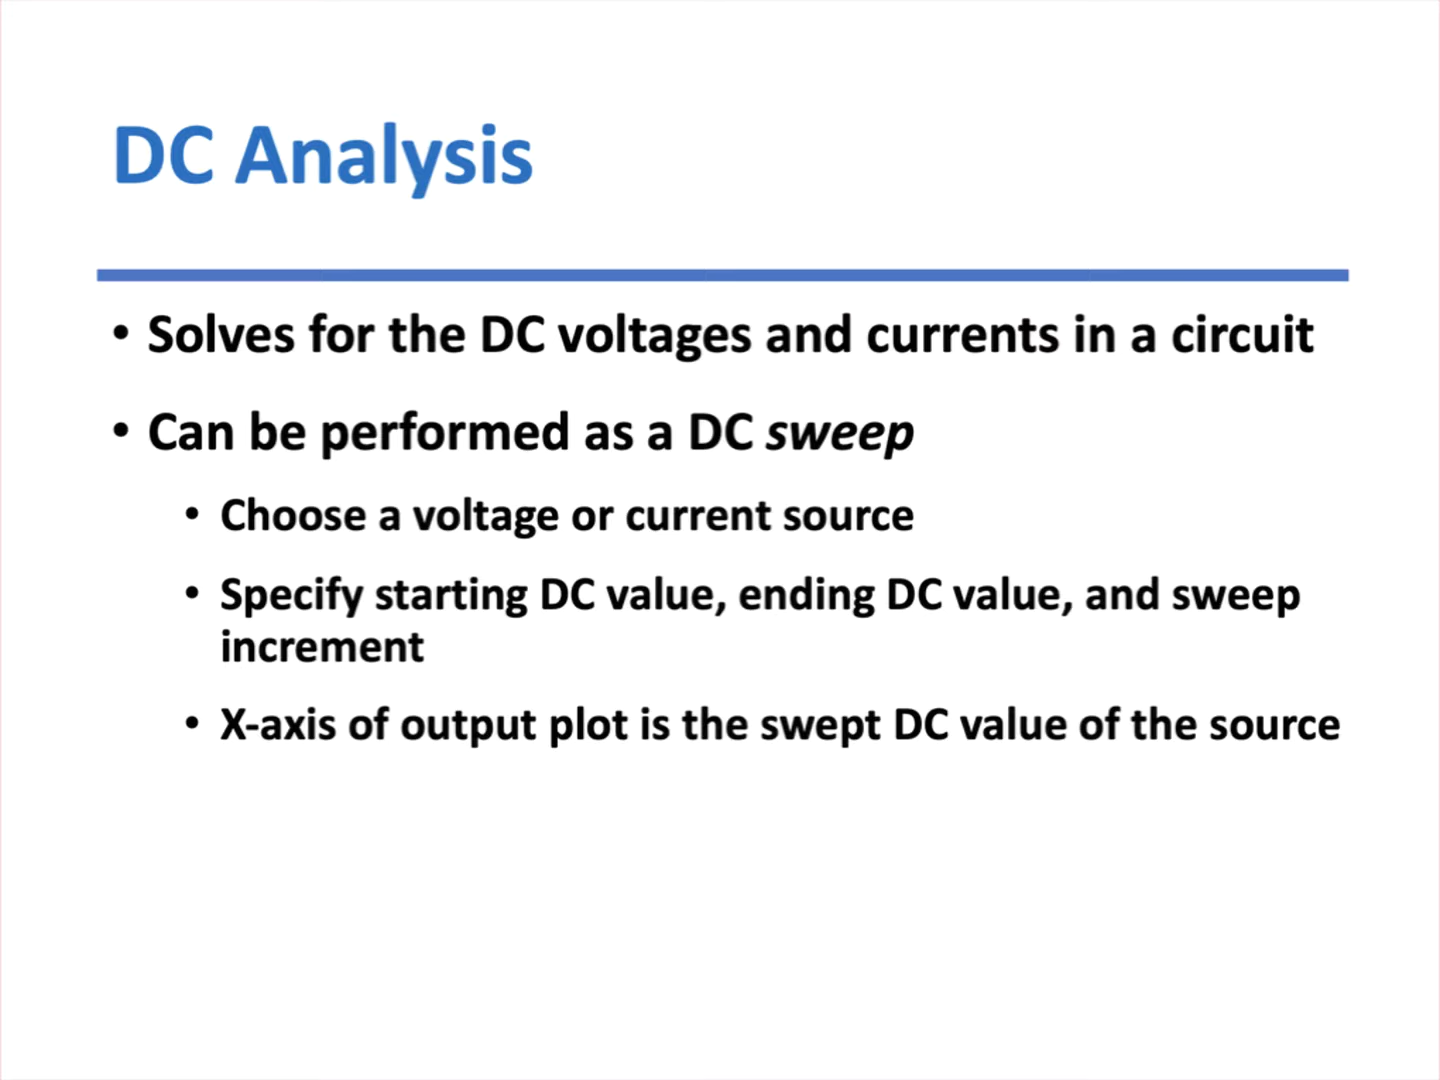 DC Analysis
• Solves for the DC voltages and currents in a circuit
• Can be performed as a DC sweep
• Choose a voltage or current source
• Specify starting DC value, ending DC value, and sweep
increment
• X-axis of output plot is the swept DC value of the source